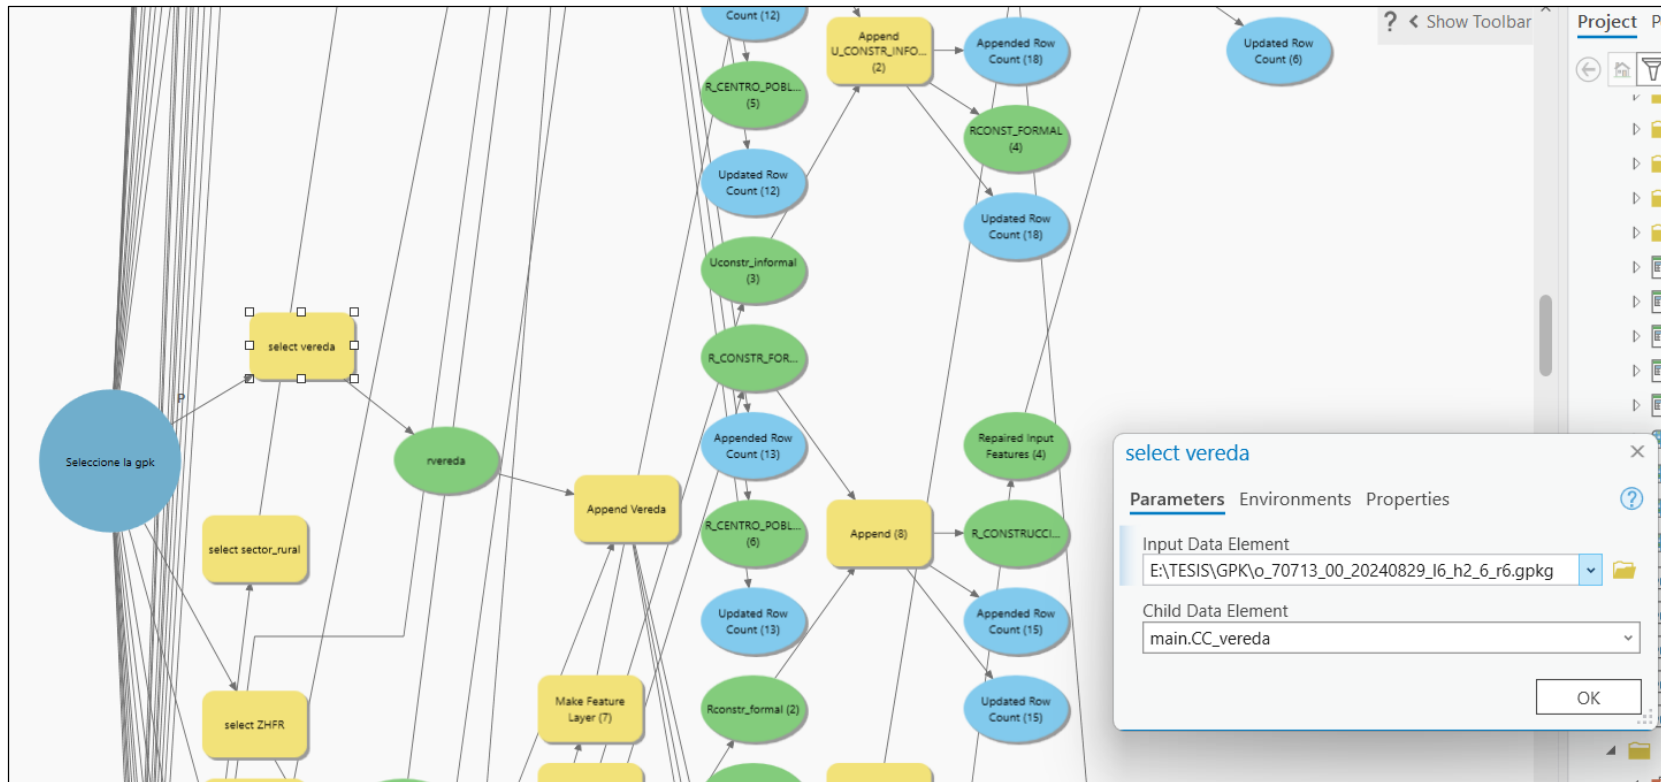 Count (12)
Append
U_CONSTR_INFO...
(2)
Appended Row
Count (18)
Updated Row
Count (6)
? < Show Toolbar
Project P
R_CENTRO_POBL...
(5)
RCONST_FORMAL
(4)
Updated Row
Count (12)
Updated Row
Count (18)
Uconstr_informal
(3)
select vereda
R_CONSTR_FOR...
P
Seleccione la gpk
rvereda
Appended Row
Count (13)
Repaired Input
Features (4)
Append Vereda
R_CENTRO_POBL...
(6)
Append (8)
R_CONSTRUCCI...
select sector_rural
Updated Row
Count (13)
Appended Row
Count (15)
select ZHFR
Make Feature
Layer (7)
Rconstr_formal (2)
Updated Row
Count (15)
select vereda
Parameters Environments Properties
?
Input Data Element
E:\TESIS\GPK\o_70713_00_20240829_l6_h2_6_r6.gpkg
Child Data Element
main.CC_vereda
OK